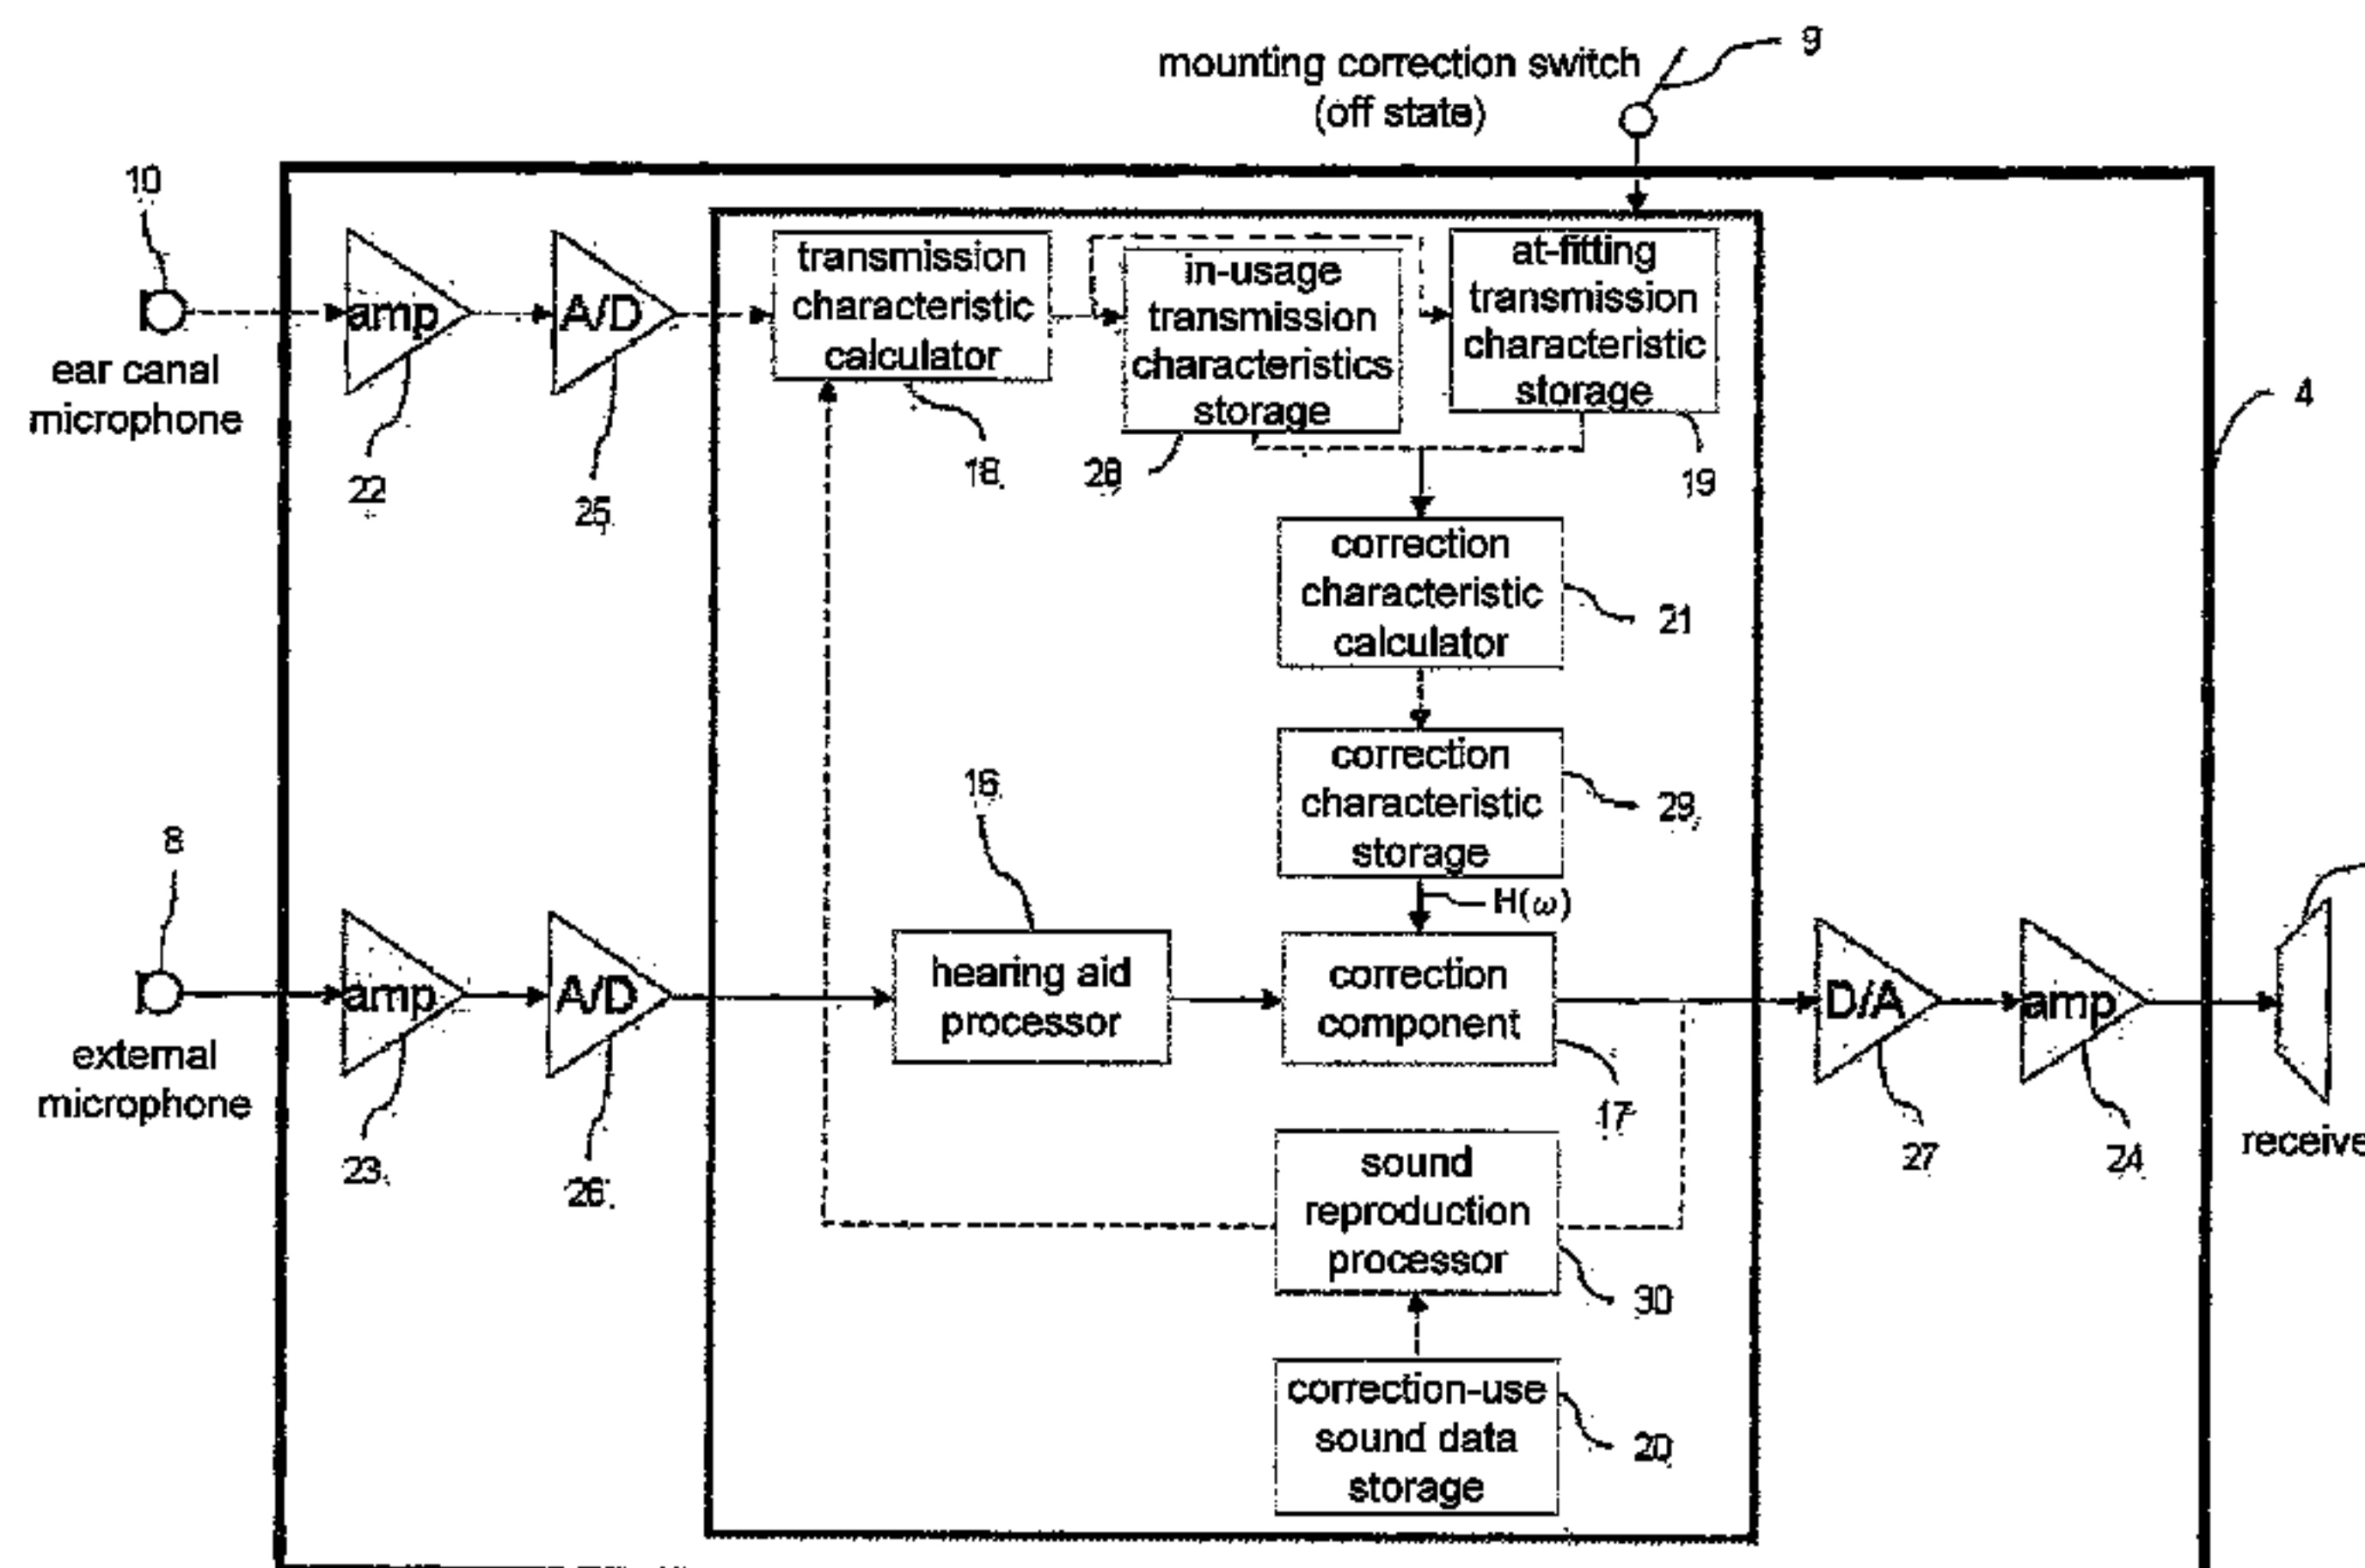 mounting correction switch
(off state)
9
10
ear canal
microphone
amp
22
A/D
25
transmission
characteristic
calculator
18
in-usage
transmission
characteristics
storage
28
at-fitting
transmission
characteristic
storage
19
4
correction
characteristic
calculator
21
correction
characteristic
storage
29
H(ω)
8
external
microphone
amp
23
A/D
26
16
hearing aid
processor
correction
component
17
D/A
27
amp
24
receive
sound
reproduction
processor
30
correction-use
sound data
storage
20